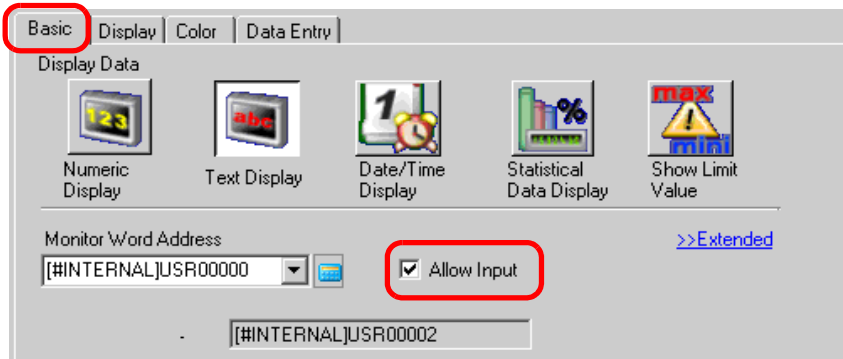 Basic Display Color Data Entry
Display Data
123 abc 1 % max mini
Numeric Display
Text Display
Date/Time Display
Statistical Data Display
Show Limit Value
Monitor Word Address
>>Extended
[#INTERNAL]USR00000
Allow Input
- [#INTERNAL]USR00002